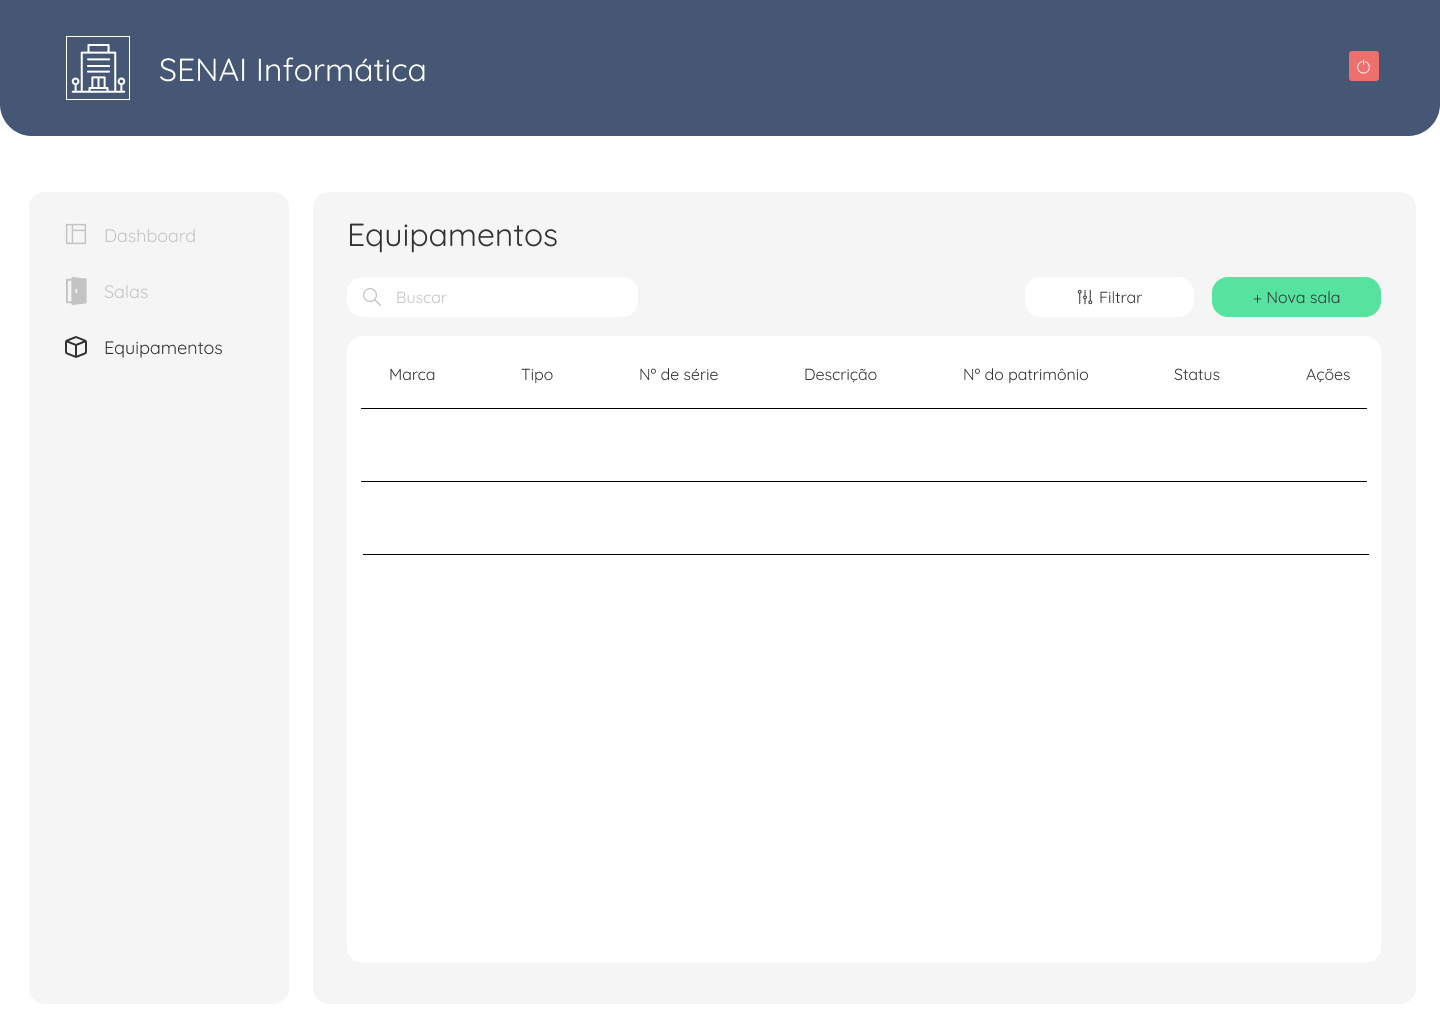 SENAI Informática
Dashboard
Salas
Equipamentos
Equipamentos
Buscar
Filtrar
+ Nova sala
Marca Tipo Nº de série Descrição Nº do patrimônio Status Ações